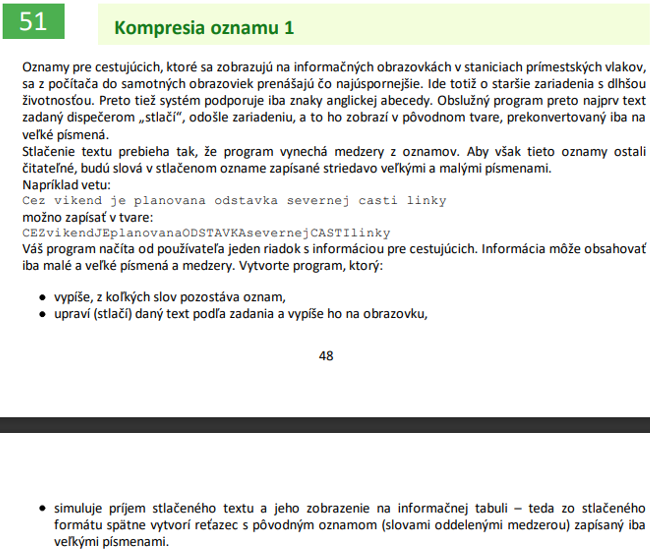 51
Kompresia oznamu 1
Oznamy pre cestujúcich, ktoré sa zobrazujú na informačných obrazovkách v staniciach prímestských vlakov,
sa z počítača do samotných obrazoviek prenášajú čo najúspornejšie. Ide totiž o staršie zariadenia s dlhšou
životnosťou. Preto tiež systém podporuje iba znaky anglickej abecedy. Obslužný program preto najprv text
zadaný dispečerom „stlačí“, odošle zariadeniu, a to ho zobrazí v pôvodnom tvare, prekonvertovaný iba na
veľké písmená.
Stlačenie textu prebieha tak, že program vynechá medzery z oznamov. Aby však tieto oznamy ostali
čitateľné, budú slová v stlačenom ozname zapísané striedavo veľkými a malými písmenami.
Napríklad vetu:
Cez vikend je planovana odstavka severnej casti linky
možno zapísať v tvare:
CEZvikendJEplanovanaODSTAVKAsevernejCASTIlinky
Váš program načíta od používateľa jeden riadok s informáciou pre cestujúcich. Informácia môže obsahovať
iba malé a veľké písmená a medzery. Vytvorte program, ktorý:
• vypíše, z koľkých slov pozostáva oznam,
• upraví (stlačí) daný text podľa zadania a vypíše ho na obrazovku,
48
• simuluje príjem stlačeného textu a jeho zobrazenie na informačnej tabuli – teda zo stlačeného
formátu spätne vytvorí reťazec s pôvodným oznamom (slovami oddelenými medzerou) zapísaný iba
veľkými písmenami.